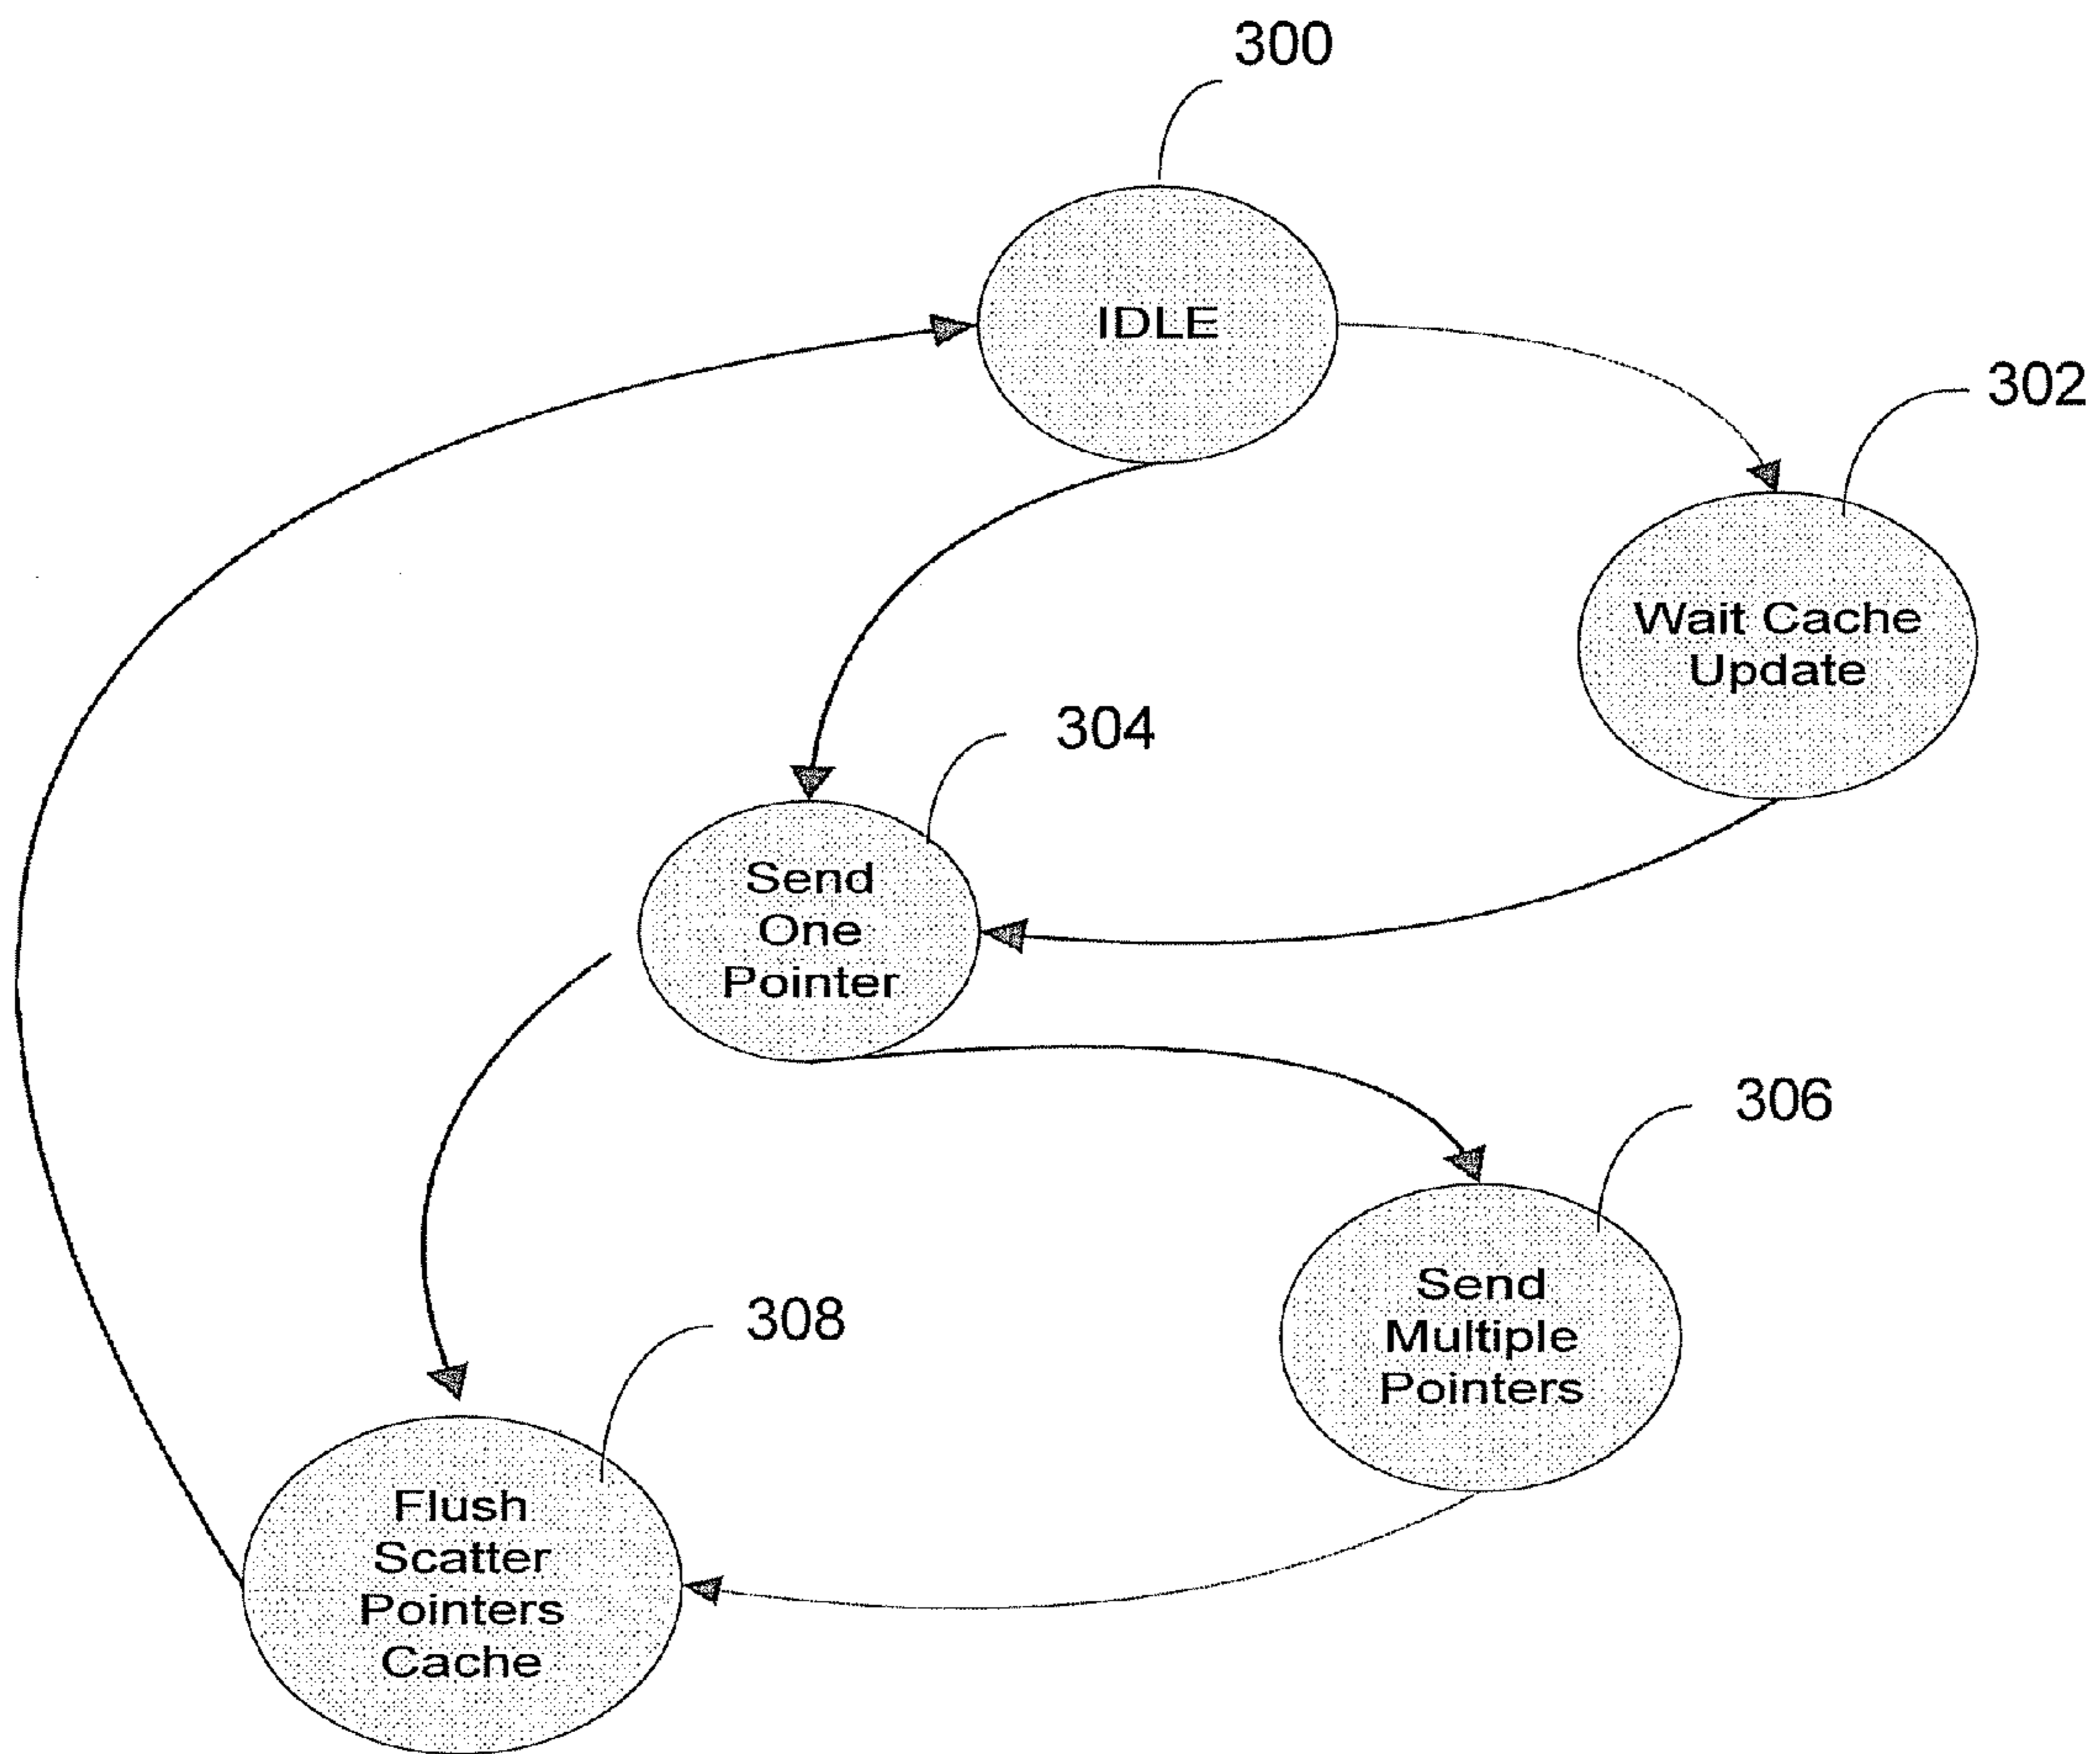 300
IDLE
302
Wait Cache
Update
304
Send
One
Pointer
306
Send
Multiple
Pointers
308
Flush
Scatter
Pointers
Cache